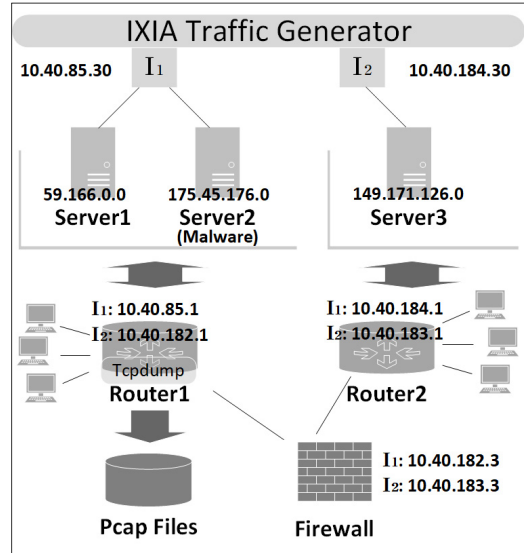 IXIA Traffic Generator
10.40.85.30
I1
I2
10.40.184.30
59.166.0.0
Server1
175.45.176.0
Server2
(Malware)
149.171.126.0
Server3
I1: 10.40.85.1
I2: 10.40.182.1
Tcpdump
Router1
I1: 10.40.184.1
I2: 10.40.183.1
Router2
Pcap Files
I1: 10.40.182.3
I2: 10.40.183.3
Firewall